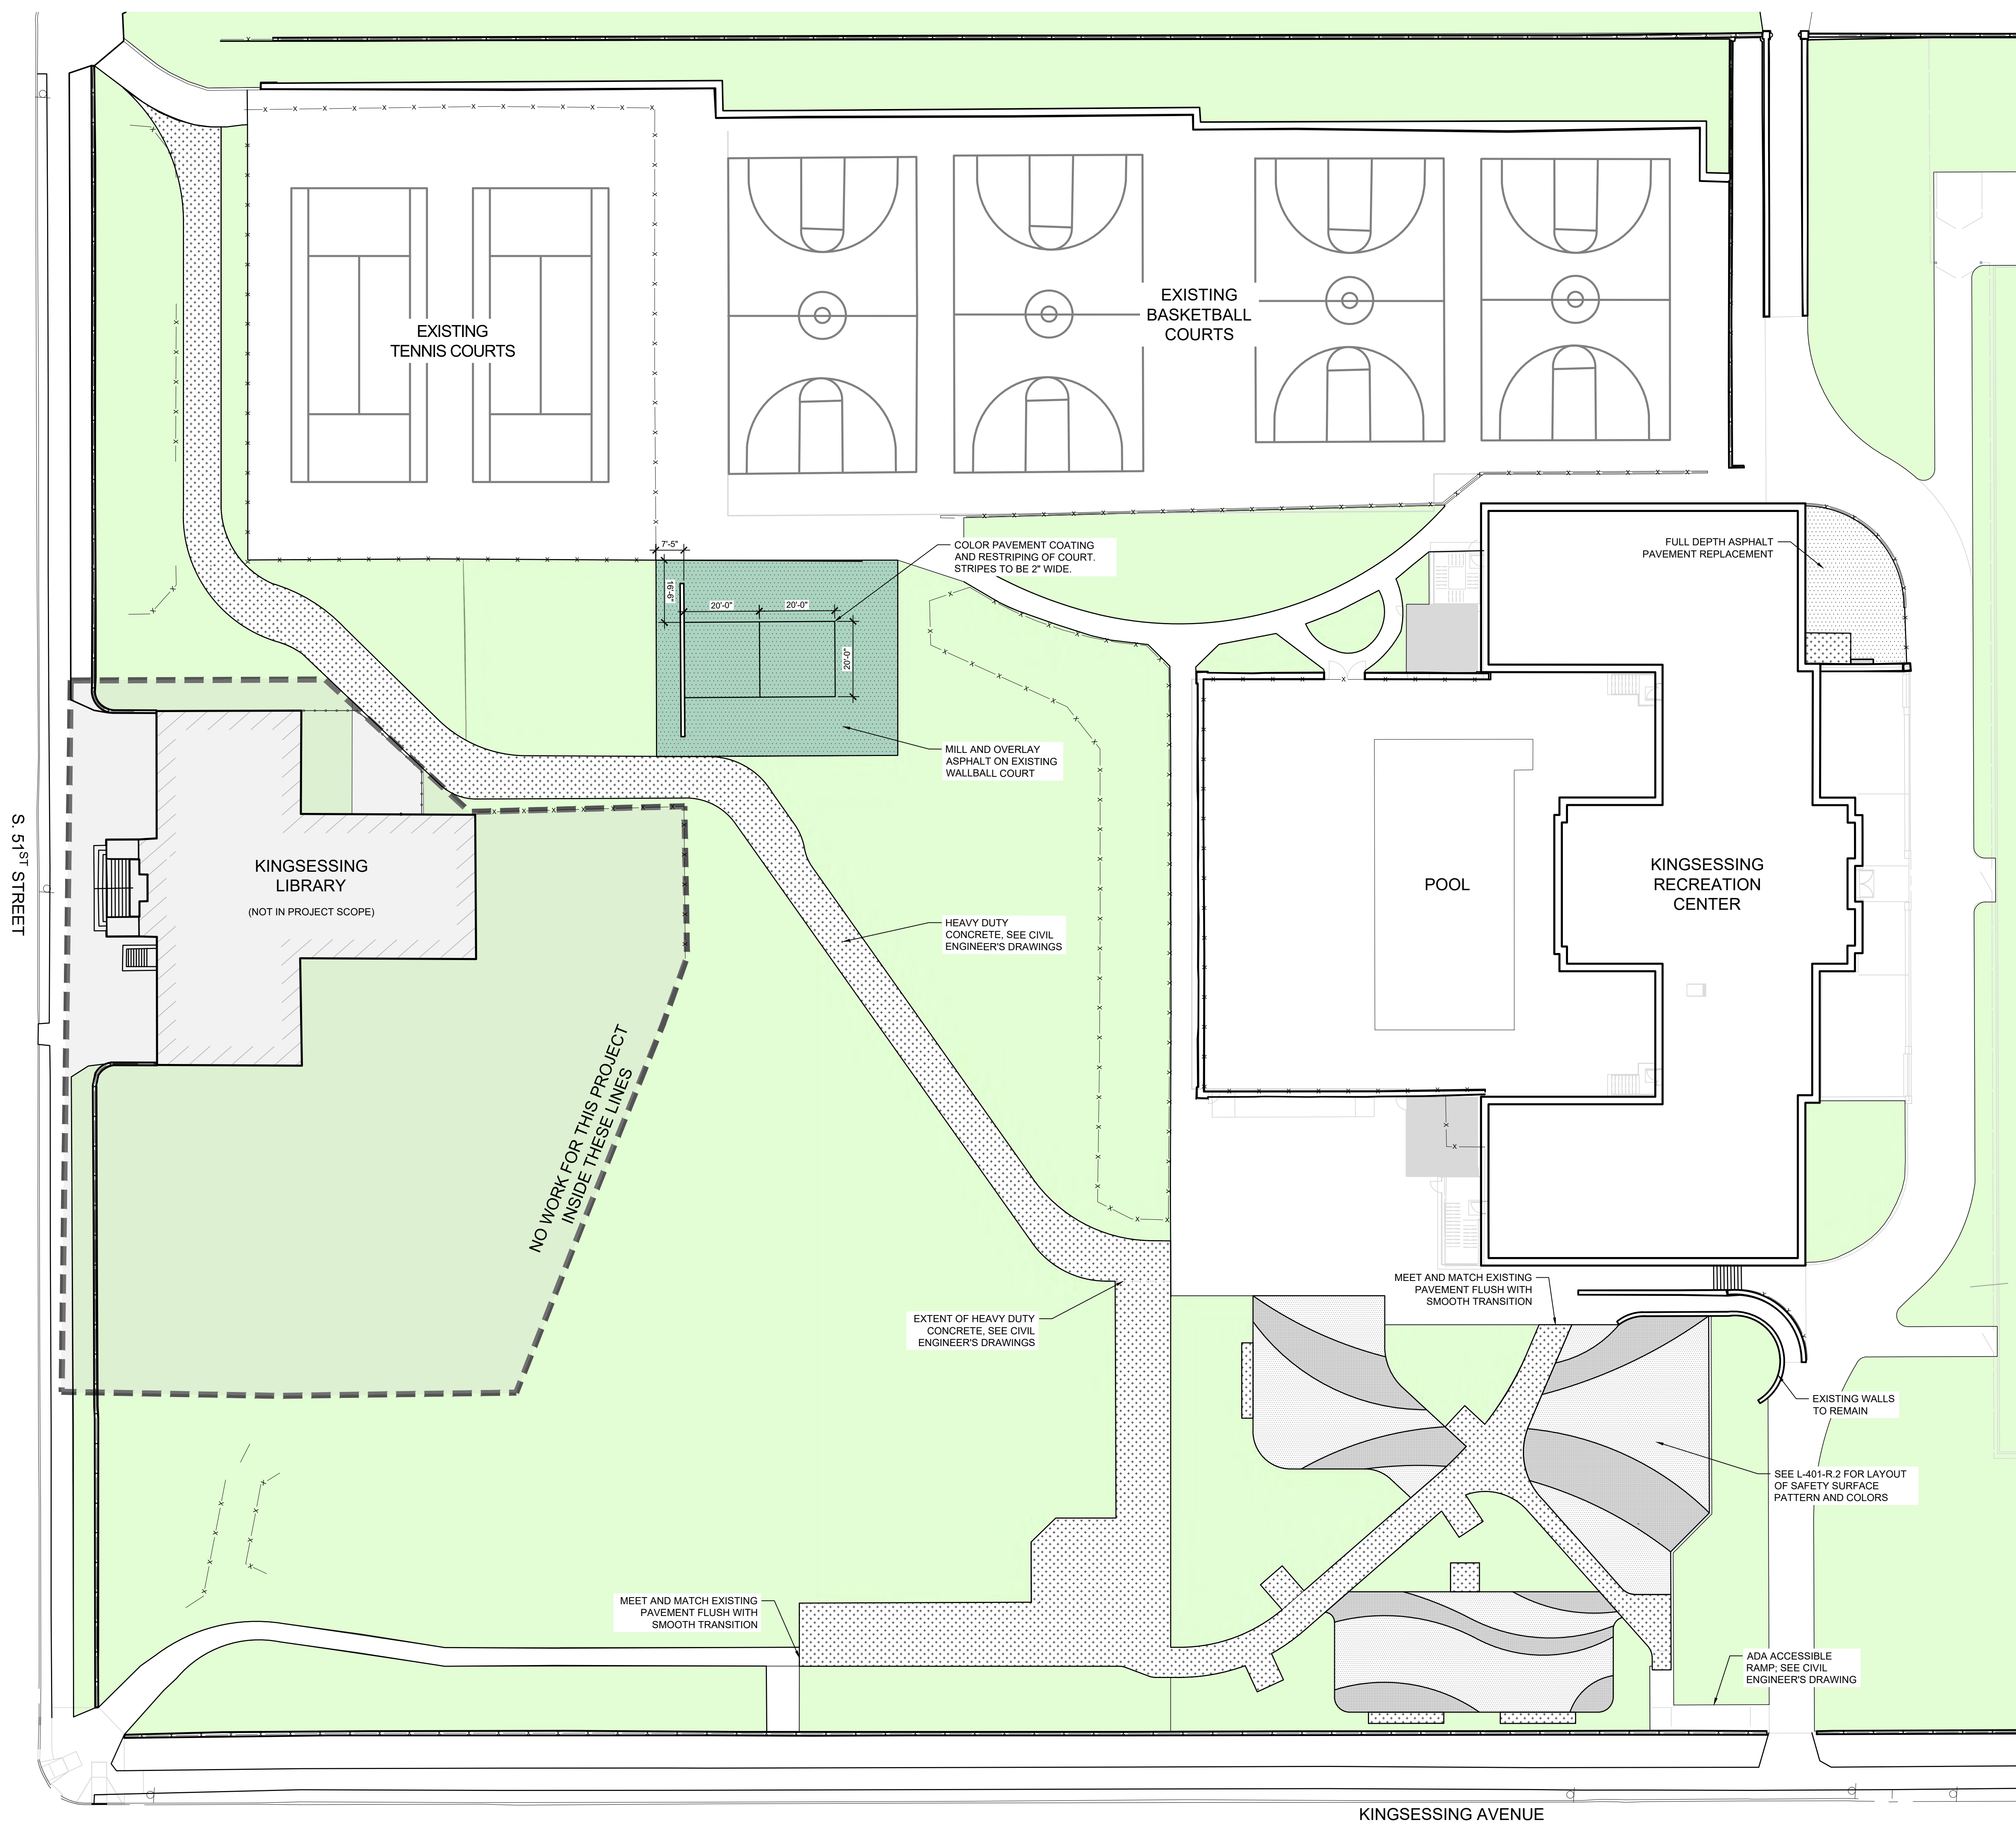 EXISTING
TENNIS COURTS
EXISTING
BASKETBALL
COURTS
7'-5"
16'-6"
20'-0"
20'-0"
20'-0"
COLOR PAVEMENT COATING
AND RESTRIPING OF COURT.
STRIPES TO BE 2" WIDE.
FULL DEPTH ASPHALT
PAVEMENT REPLACEMENT
MILL AND OVERLAY
ASPHALT ON EXISTING
WALLBALL COURT
S. 51ST STREET
KINGSESSING
LIBRARY
(NOT IN PROJECT SCOPE)
POOL
KINGSESSING
RECREATION
CENTER
HEAVY DUTY
CONCRETE, SEE CIVIL
ENGINEER'S DRAWINGS
NO WORK FOR THIS PROJECT
INSIDE THESE LINES
MEET AND MATCH EXISTING
PAVEMENT FLUSH WITH
SMOOTH TRANSITION
EXTENT OF HEAVY DUTY
CONCRETE, SEE CIVIL
ENGINEER'S DRAWINGS
EXISTING WALLS
TO REMAIN
SEE L-401-R.2 FOR LAYOUT
OF SAFETY SURFACE
PATTERN AND COLORS
MEET AND MATCH EXISTING
PAVEMENT FLUSH WITH
SMOOTH TRANSITION
ADA ACCESSIBLE
RAMP; SEE CIVIL
ENGINEER'S DRAWING
KINGSESSING AVENUE